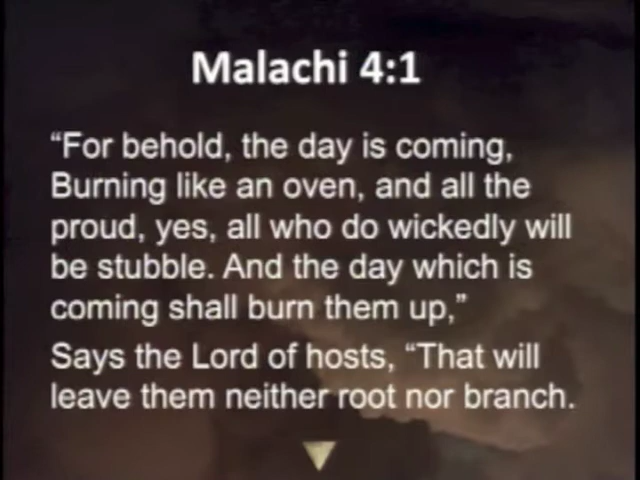 Malachi 4:1
“For behold, the day is coming,
Burning like an oven, and all the
proud, yes, all who do wickedly will
be stubble. And the day which is
coming shall burn them up,”
Says the Lord of hosts, “That will
leave them neither root nor branch.